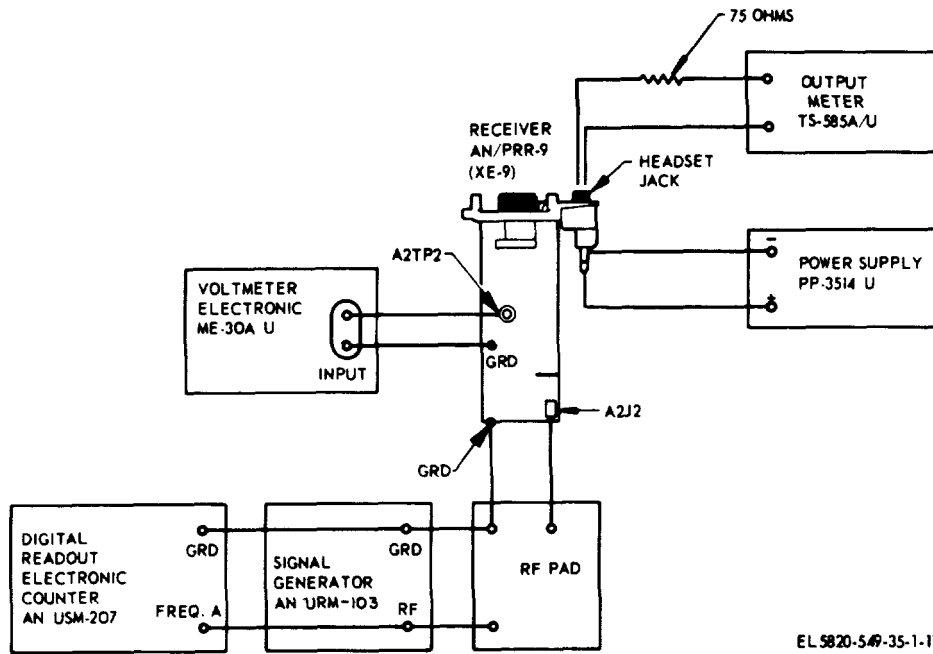 75 OHMS
OUTPUT
METER
TS-585A/U
RECEIVER
AN/PRR-9
(XE-9)
HEADSET
JACK
A2TP2
-
+
POWER SUPPLY
PP-3514 U
VOLTMETER
ELECTRONIC
ME-30A U
INPUT
GRD
A2J2
GRD
DIGITAL
READOUT
ELECTRONIC
COUNTER
AN USM-207
GRD
FREQ. A
SIGNAL
GENERATOR
AN URM-103
GRD
RF
RF PAD
EL5820-549-35-1-1